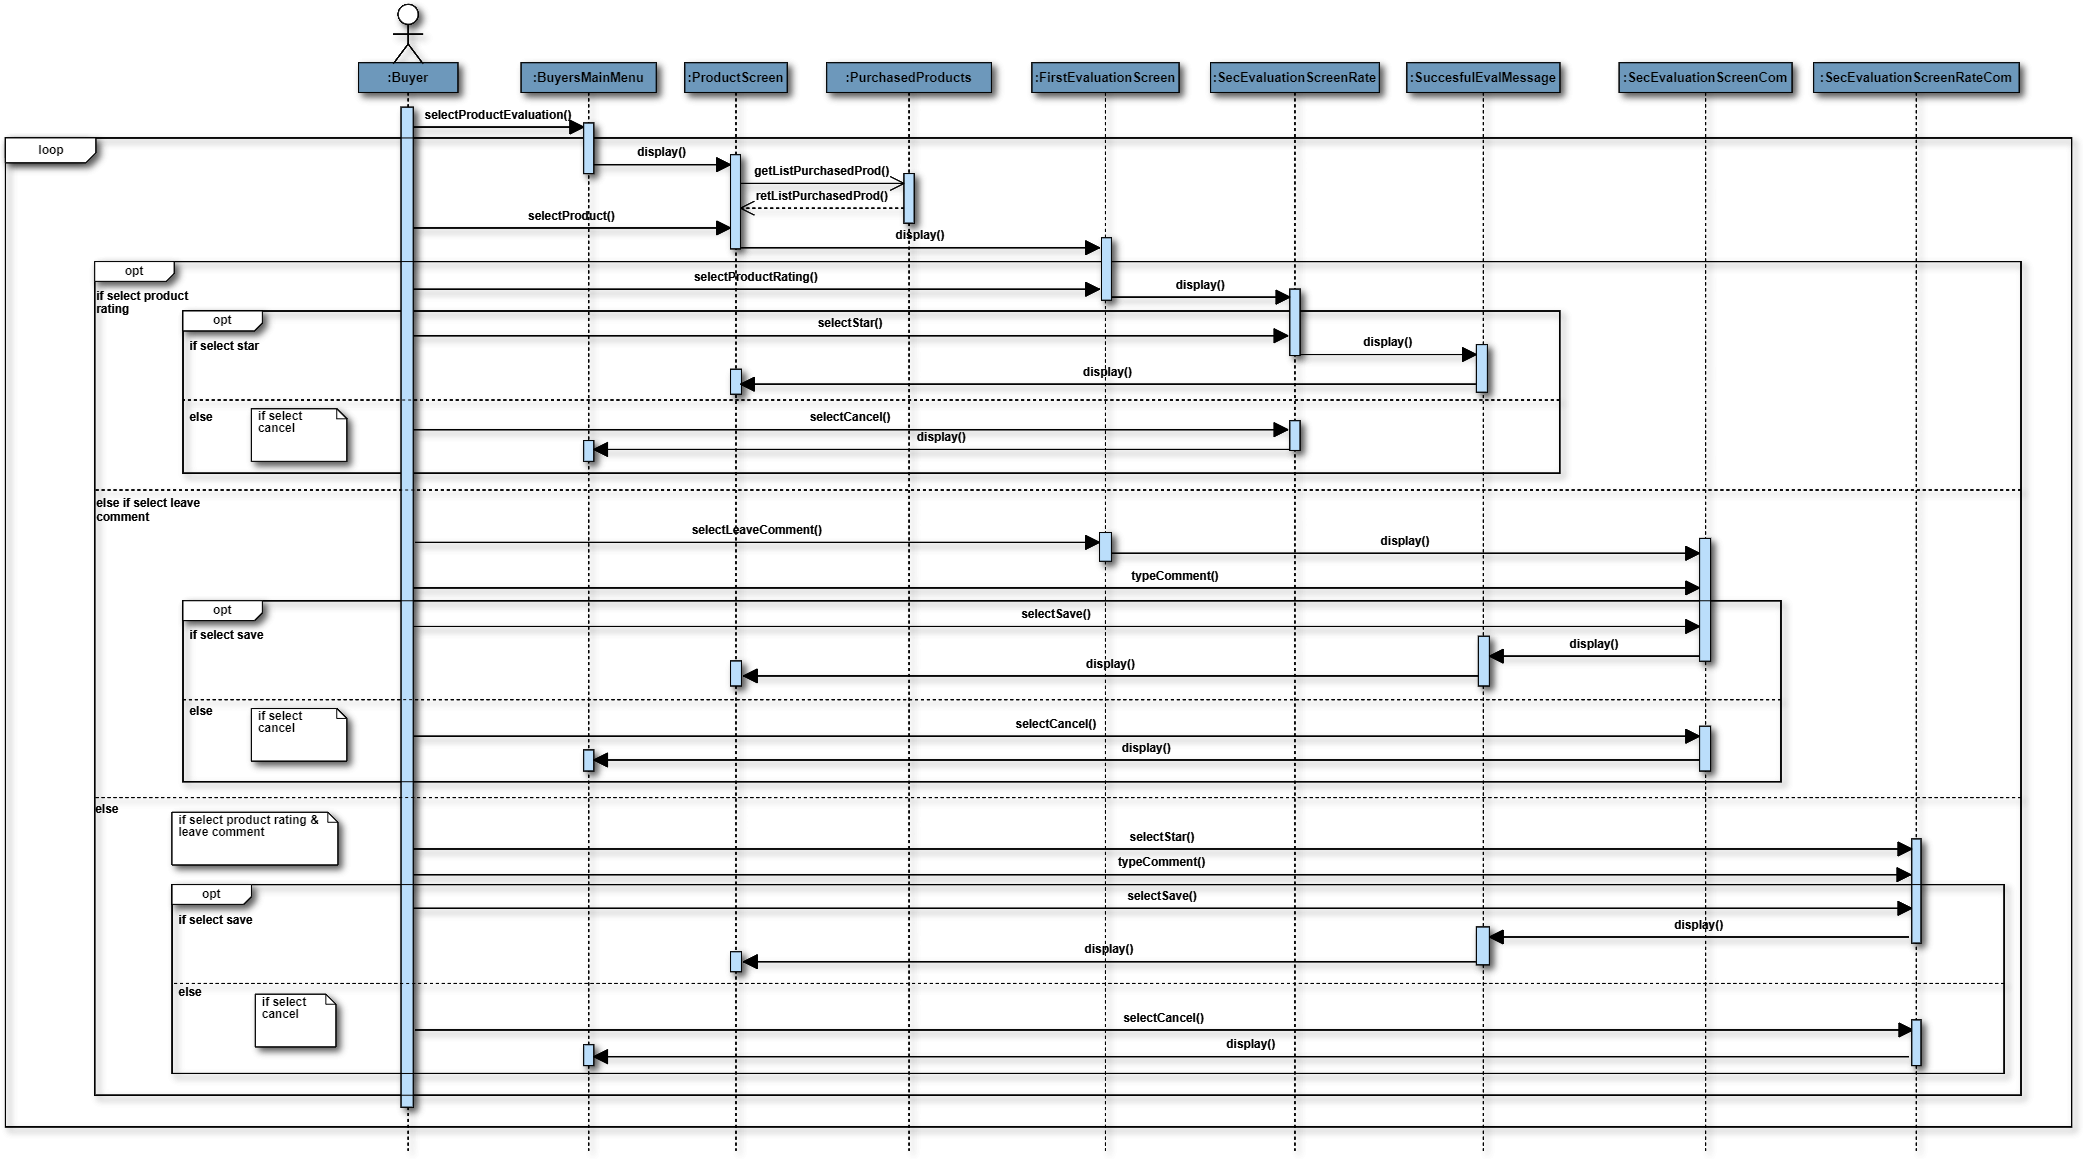 :Buyer
:BuyersMainMenu
:ProductScreen
:PurchasedProducts
:FirstEvaluationScreen
:SecEvaluationScreenRate
:SuccesfulEvalMessage
:SecEvaluationScreenCom
:SecEvaluationScreenRateCom
selectProductEvaluation()
loop
display()
getListPurchasedProd()
retListPurchasedProd()
selectProduct()
display()
opt
if select product
rating
selectProductRating()
display()
opt
selectStar()
if select star
display()
display()
else
if select
cancel
selectCancel()
display()
else if select leave
comment
selectLeaveComment()
display()
typeComment()
opt
selectSave()
if select save
display()
display()
else
if select
cancel
selectCancel()
display()
else
if select product rating &
leave comment
selectStar()
typeComment()
opt
selectSave()
if select save
display()
display()
else
if select
cancel
selectCancel()
display()